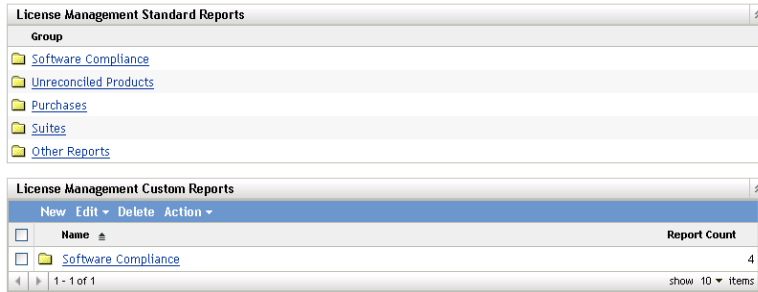 License Management Standard Reports
Group
Software Compliance
Unreconciled Products
Purchases
Suites
Other Reports
License Management Custom Reports
New Edit Delete Action
Name Report Count
Software Compliance 4
1 - 1 of 1 show 10 items